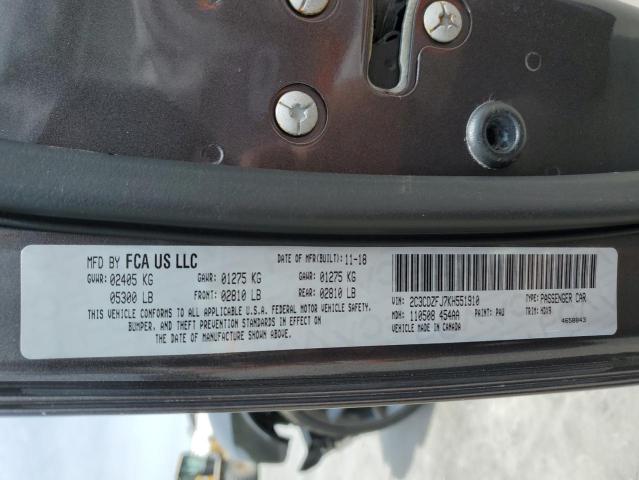 MFD BY FCA US LLC DATE OF MFR(BUILT): 11-18
GVWR: 02405 KG GAWR: 01275 KG 01275 KG
05300 LB FRONT: 02810 LB REAR: 02810 LB
THIS VEHICLE CONFORMS TO ALL APPLICABLE U.S.A. FEDERAL MOTOR VEHICLE SAFETY,
BUMPER, AND THEFT PREVENTION STANDARDS IN EFFECT ON
THE DATE OF MANUFACTURE SHOWN ABOVE.
VIN: 2C3CDZFJ7KH551910 TYPE: PASSENGER CAR
MDH: 110508 454AA PAINT: PAU TRIM: HDX9
VEHICLE MADE IN CANADA 4650843